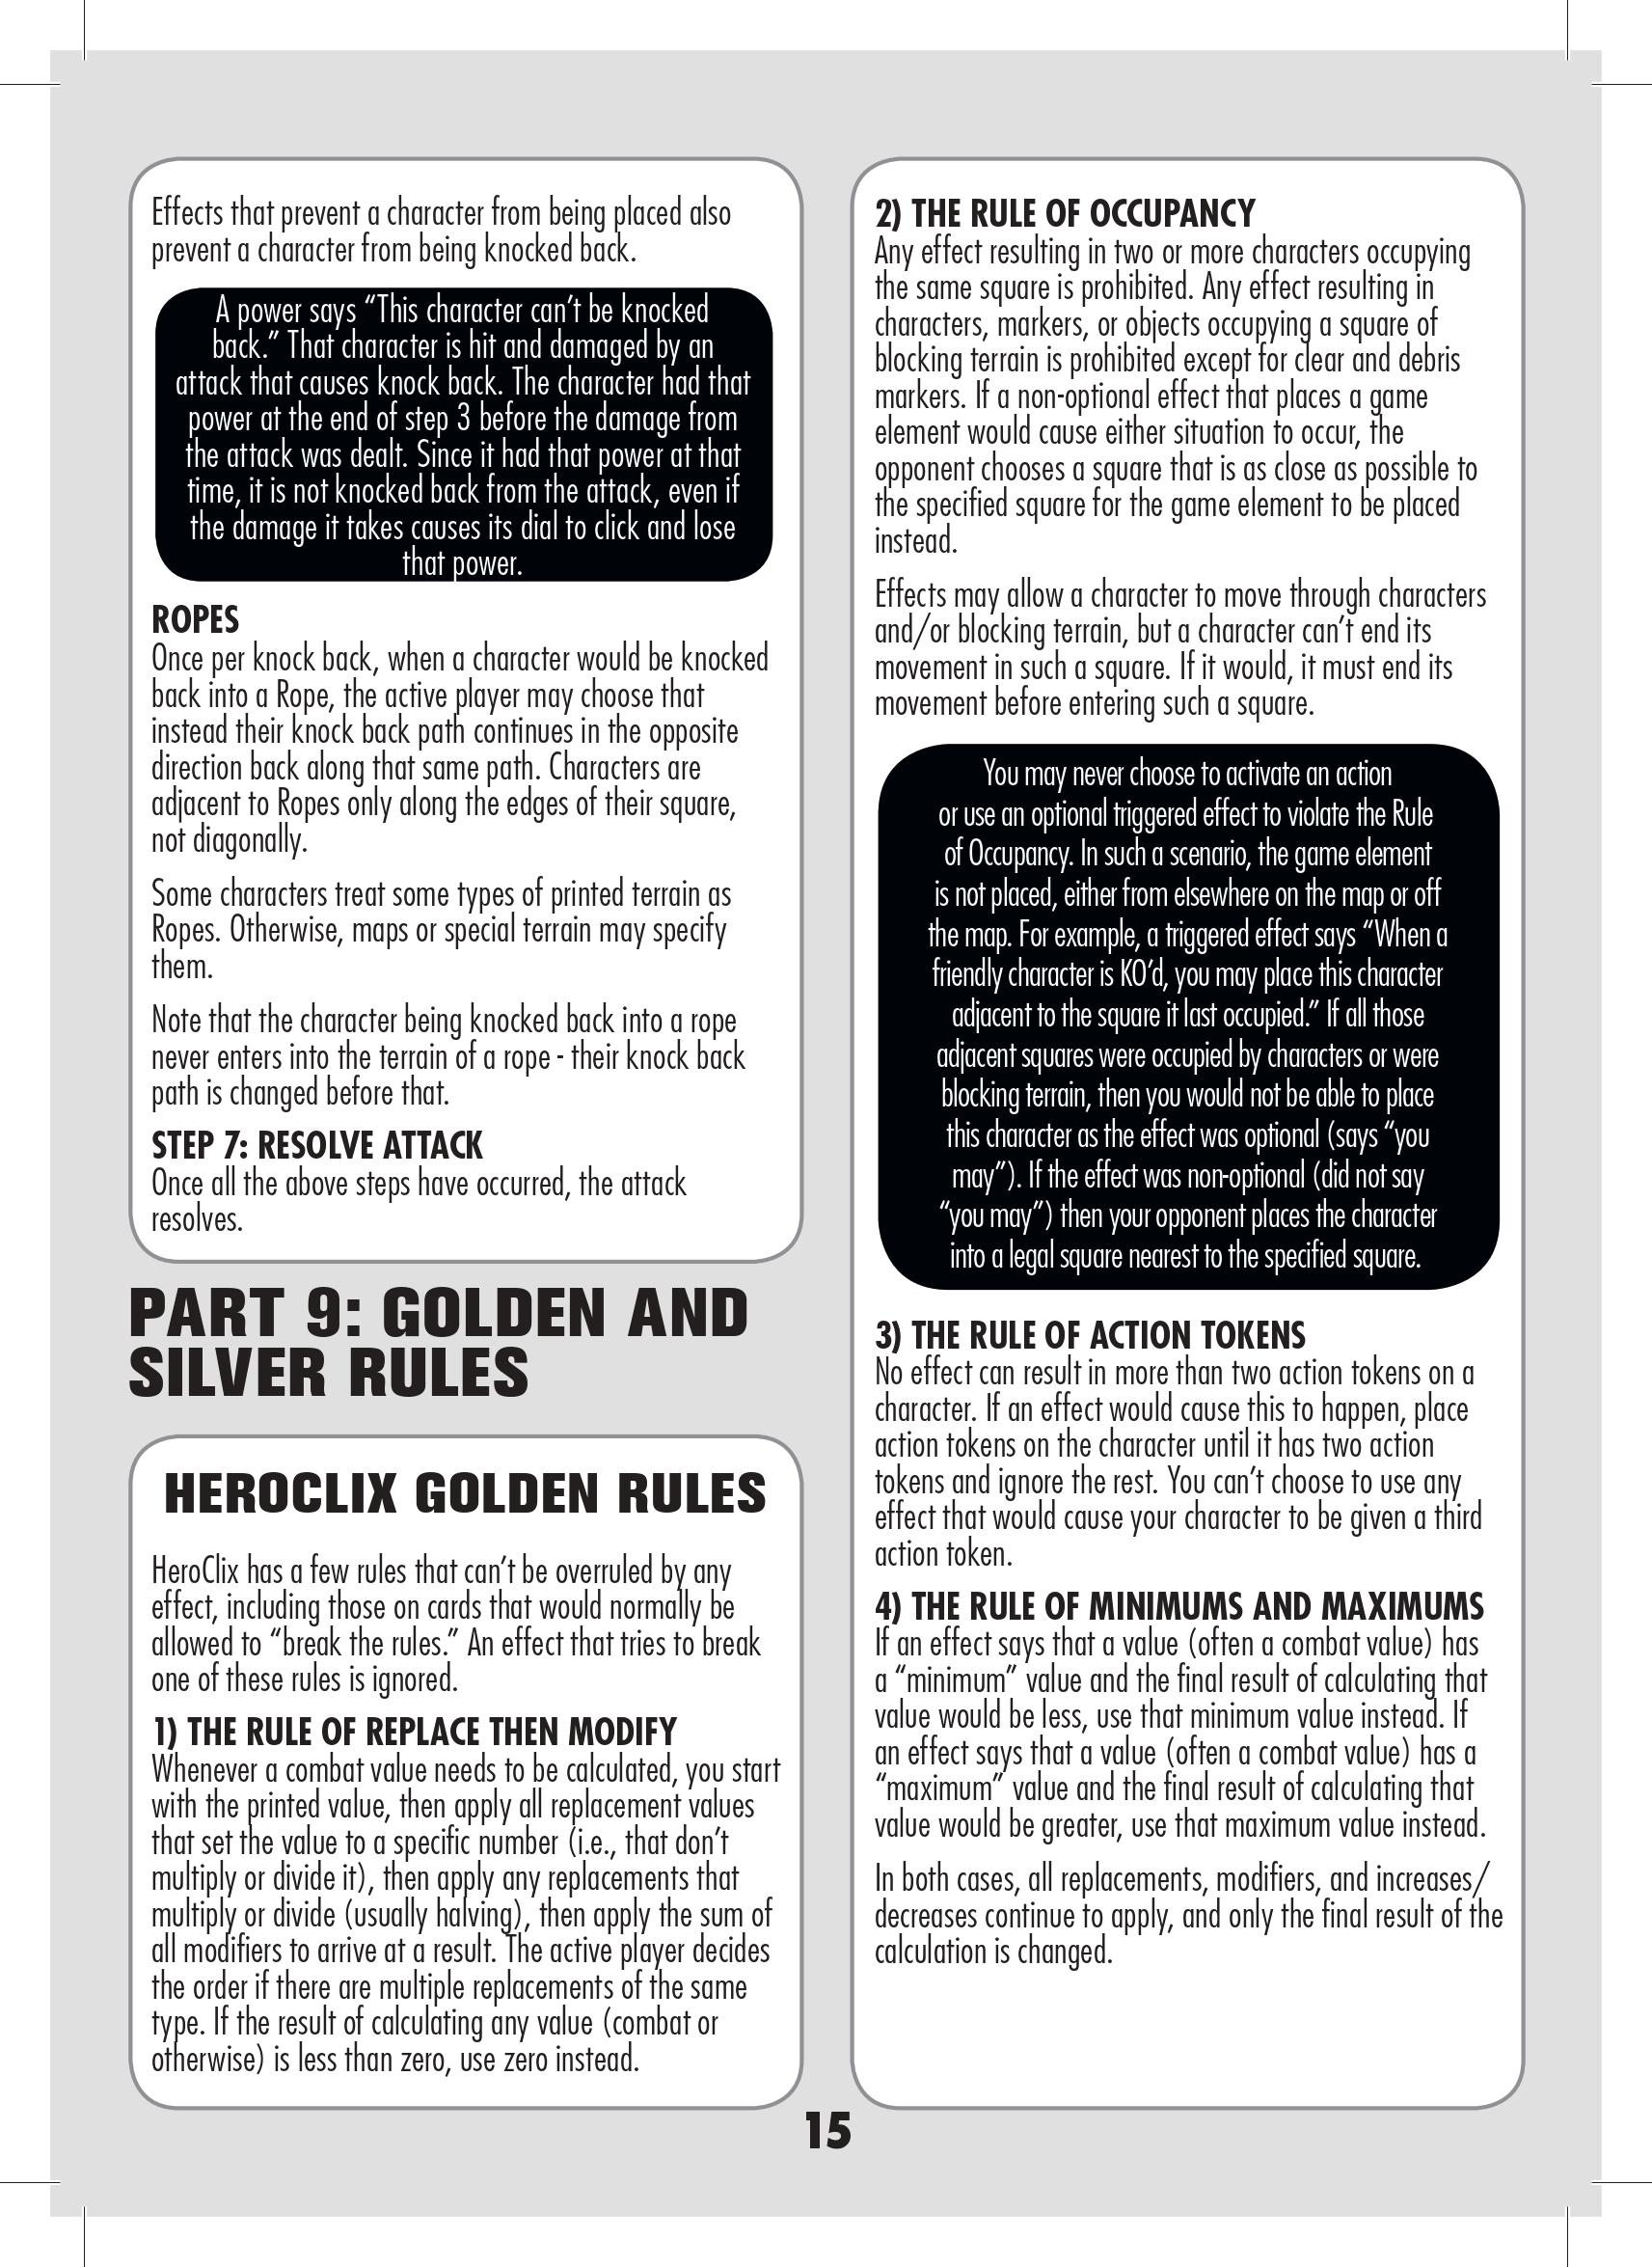 Effects that prevent a character from being placed also
prevent a character from being knocked back.
A power says “This character can’t be knocked
back.” That character is hit and damaged by an
attack that causes knock back. The character had that
power at the end of step 3 before the damage from
the attack was dealt. Since it had that power at that
time, it is not knocked back from the attack, even if
the damage it takes causes its dial to click and lose
that power.
ROPES
Once per knock back, when a character would be knocked
back into a Rope, the active player may choose that
instead their knock back path continues in the opposite
direction back along that same path. Characters are
adjacent to Ropes only along the edges of their square,
not diagonally.
Some characters treat some types of printed terrain as
Ropes. Otherwise, maps or special terrain may specify
them.
Note that the character being knocked back into a rope
never enters into the terrain of a rope - their knock back
path is changed before that.
STEP 7: RESOLVE ATTACK
Once all the above steps have occurred, the attack
resolves.
PART 9: GOLDEN AND
SILVER RULES
HEROCLIX GOLDEN RULES
HeroClix has a few rules that can’t be overruled by any
effect, including those on cards that would normally be
allowed to “break the rules.” An effect that tries to break
one of these rules is ignored.
1) THE RULE OF REPLACE THEN MODIFY
Whenever a combat value needs to be calculated, you start
with the printed value, then apply all replacement values
that set the value to a specific number (i.e., that don’t
multiply or divide it), then apply any replacements that
multiply or divide (usually halving), then apply the sum of
all modifiers to arrive at a result. The active player decides
the order if there are multiple replacements of the same
type. If the result of calculating any value (combat or
otherwise) is less than zero, use zero instead.
2) THE RULE OF OCCUPANCY
Any effect resulting in two or more characters occupying
the same square is prohibited. Any effect resulting in
characters, markers, or objects occupying a square of
blocking terrain is prohibited except for clear and debris
markers. If a non-optional effect that places a game
element would cause either situation to occur, the
opponent chooses a square that is as close as possible to
the specified square for the game element to be placed
instead.
Effects may allow a character to move through characters
and/or blocking terrain, but a character can’t end its
movement in such a square. If it would, it must end its
movement before entering such a square.
You may never choose to activate an action
or use an optional triggered effect to violate the Rule
of Occupancy. In such a scenario, the game element
is not placed, either from elsewhere on the map or off
the map. For example, a triggered effect says “When a
friendly character is KO’d, you may place this character
adjacent to the square it last occupied.” If all those
adjacent squares were occupied by characters or were
blocking terrain, then you would not be able to place
this character as the effect was optional (says “you
may”). If the effect was non-optional (did not say
“you may”) then your opponent places the character
into a legal square nearest to the specified square.
3) THE RULE OF ACTION TOKENS
No effect can result in more than two action tokens on a
character. If an effect would cause this to happen, place
action tokens on the character until it has two action
tokens and ignore the rest. You can’t choose to use any
effect that would cause your character to be given a third
action token.
4) THE RULE OF MINIMUMS AND MAXIMUMS
If an effect says that a value (often a combat value) has
a “minimum” value and the final result of calculating that
value would be less, use that minimum value instead. If
an effect says that a value (often a combat value) has a
“maximum” value and the final result of calculating that
value would be greater, use that maximum value instead.
In both cases, all replacements, modifiers, and increases/
decreases continue to apply, and only the final result of the
calculation is changed.
15